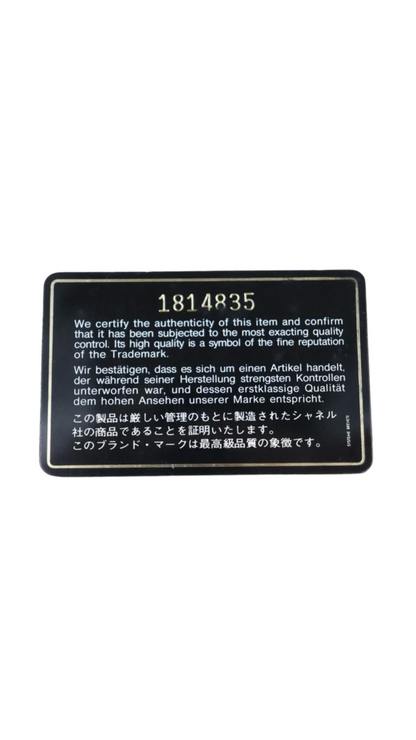 1814835
We certify the authenticity of this item and confirm
that it has been subjected to the most exacting quality
control. Its high quality is a symbol of the fine reputation
of the Trademark.
Wir bestätigen, dass es sich um einen Artikel handelt,
der während seiner Herstellung strengsten Kontrollen
unterworfen war, und dessen erstklassige Qualität
dem hohen Ansehen unserer Marke entspricht.
この製品は厳しい管理のもとに製造されたシャネル
社の商品であることを証明いたします。
このブランド・マークは最高級品質の象徴です。